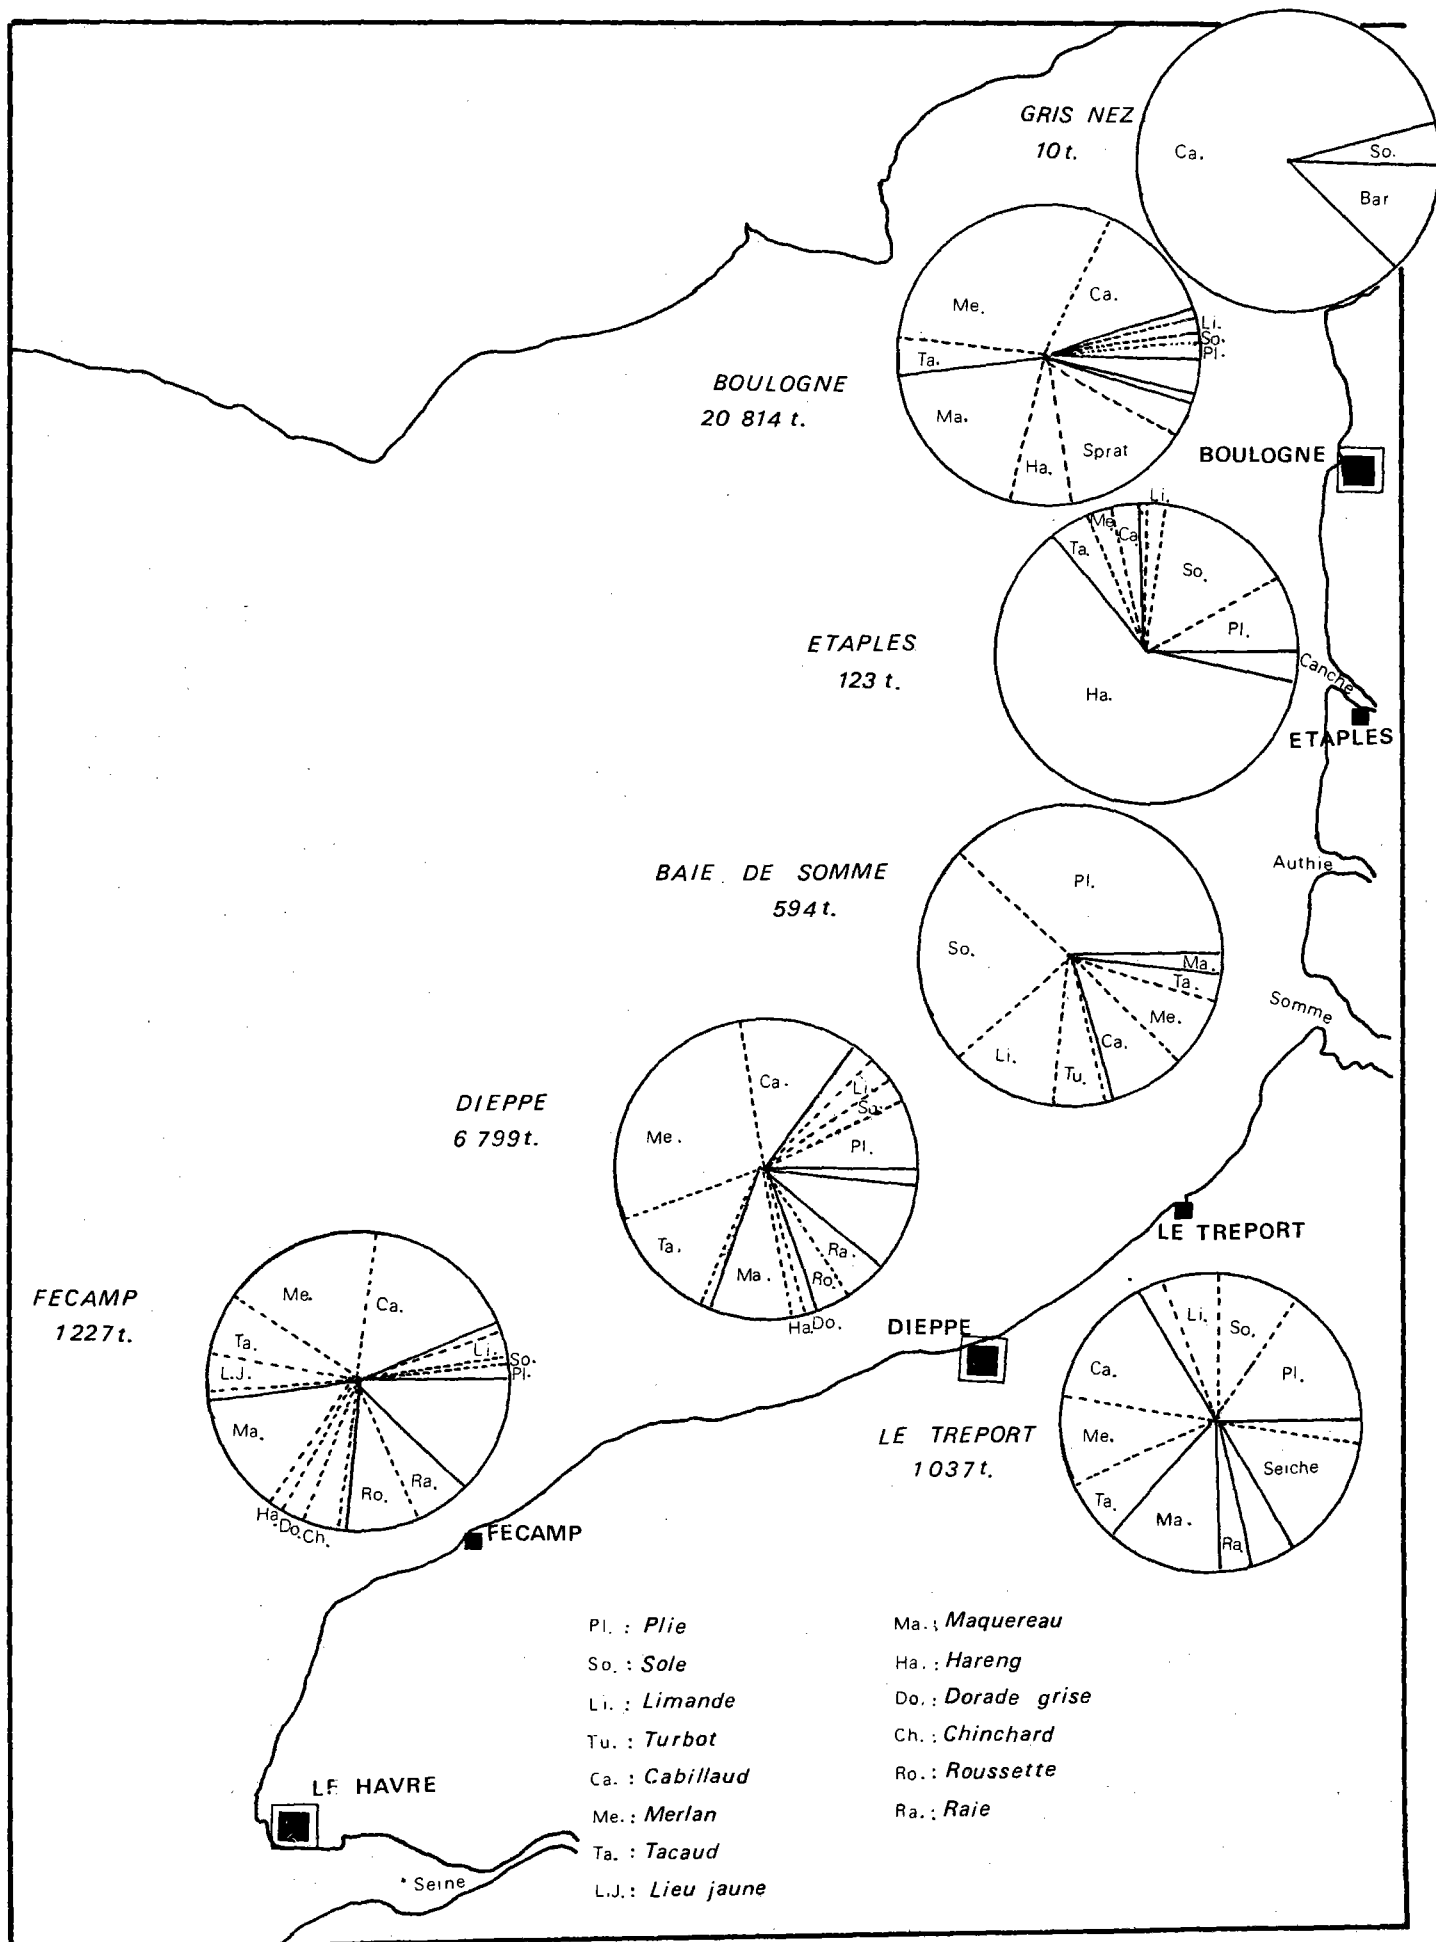 GRIS NEZ
10 t.
Ca.
So.
Bar
BOULOGNE
20 814 t.
Me.
Ca.
Li.
So.
Pl.
Ta.
Ma.
Ha.
Sprat
BOULOGNE
ETAPLES
123 t.
Li.
Me
Ca
Ta.
So.
Pl.
Ha.
Canche
ETAPLES
BAIE DE SOMME
594 t.
Pl.
So.
Ma.
Ta.
Me.
Ca.
Li.
Tu.
Authie
Somme
DIEPPE
6 799 t.
Ca.
Li
So.
Me.
Pl.
Ta.
Ma.
Ra.
Ro.
Ha.
Do.
LE TREPORT
FECAMP
1227 t.
Me.
Ca.
Ta.
L.J.
Li.
So.
Pl.
Ma.
Ra.
Ro.
Ha.
Do.
Ch.
DIEPPE
LE TREPORT
1 037 t.
Li.
So.
Ca.
Pl.
Me.
Seiche
Ta.
Ma.
Ra
FECAMP
Pl. : Plie
So. : Sole
Li. : Limande
Tu. : Turbot
Ca. : Cabillaud
Me. : Merlan
Ta. : Tacaud
L.J. : Lieu jaune
Ma. : Maquereau
Ha. : Hareng
Do. : Dorade grise
Ch. : Chinchard
Ro. : Roussette
Ra. : Raie
LE HAVRE
Seine